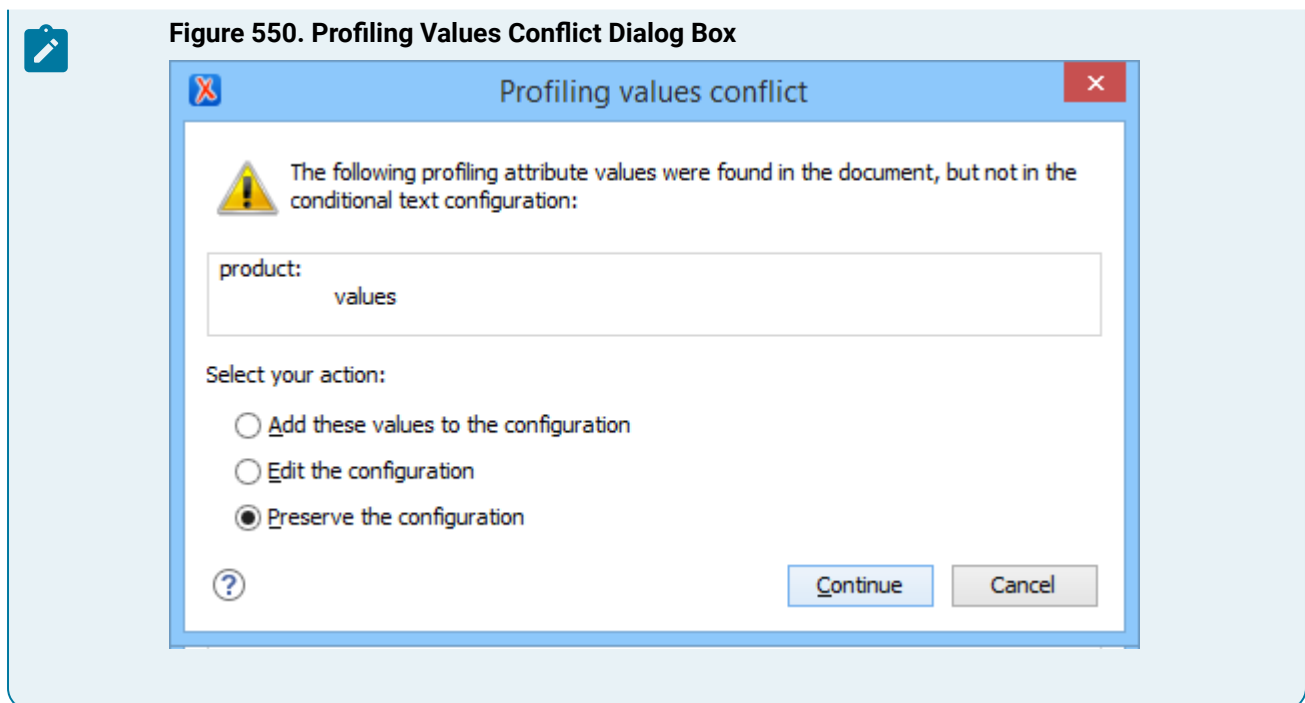 Figure 550. Profiling Values Conflict Dialog Box
Profiling values conflict
The following profiling attribute values were found in the document, but not in the
conditional text configuration:
product:
values
Select your action:
Add these values to the configuration
Edit the configuration
Preserve the configuration
Continue Cancel